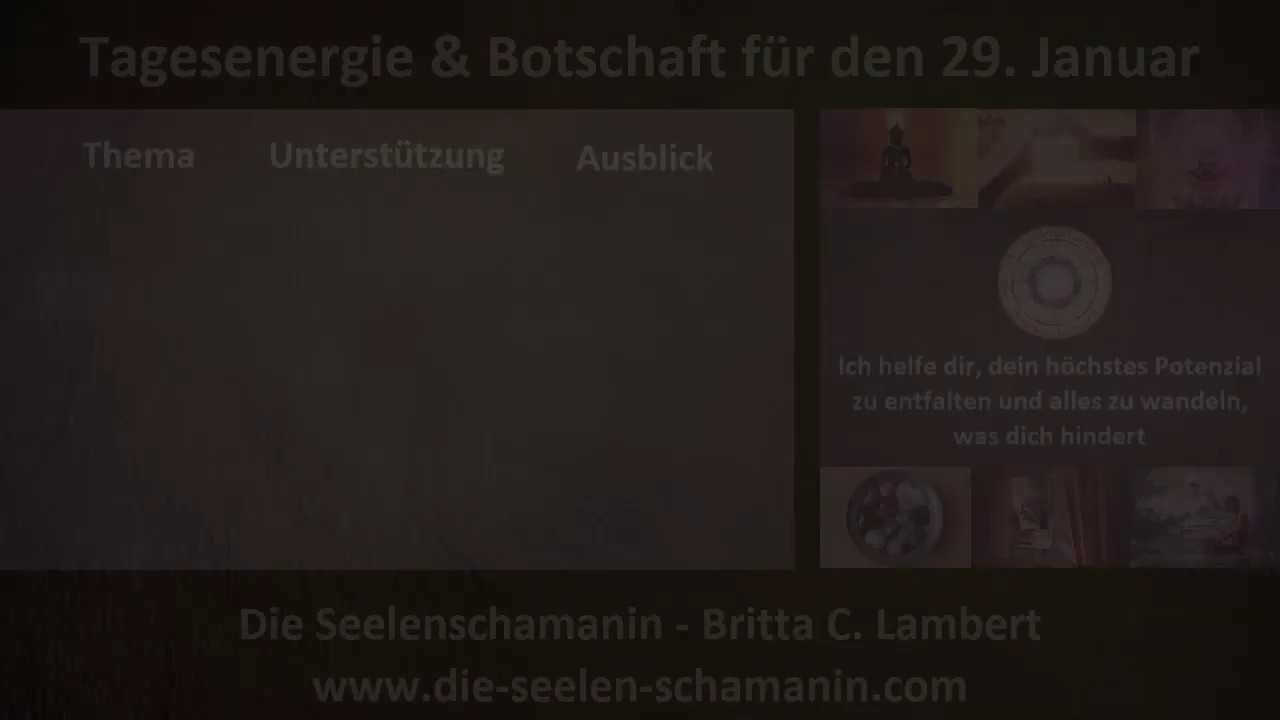 Tagesenergie & Botschaft für den 29. Januar
Thema Unterstützung Ausblick
Ich helfe dir, dein höchstes Potenzial
zu entfalten und alles zu wandeln,
was dich hindert
Die Seelenschamanin - Britta C. Lambert
www.die-seelen-schamanin.com